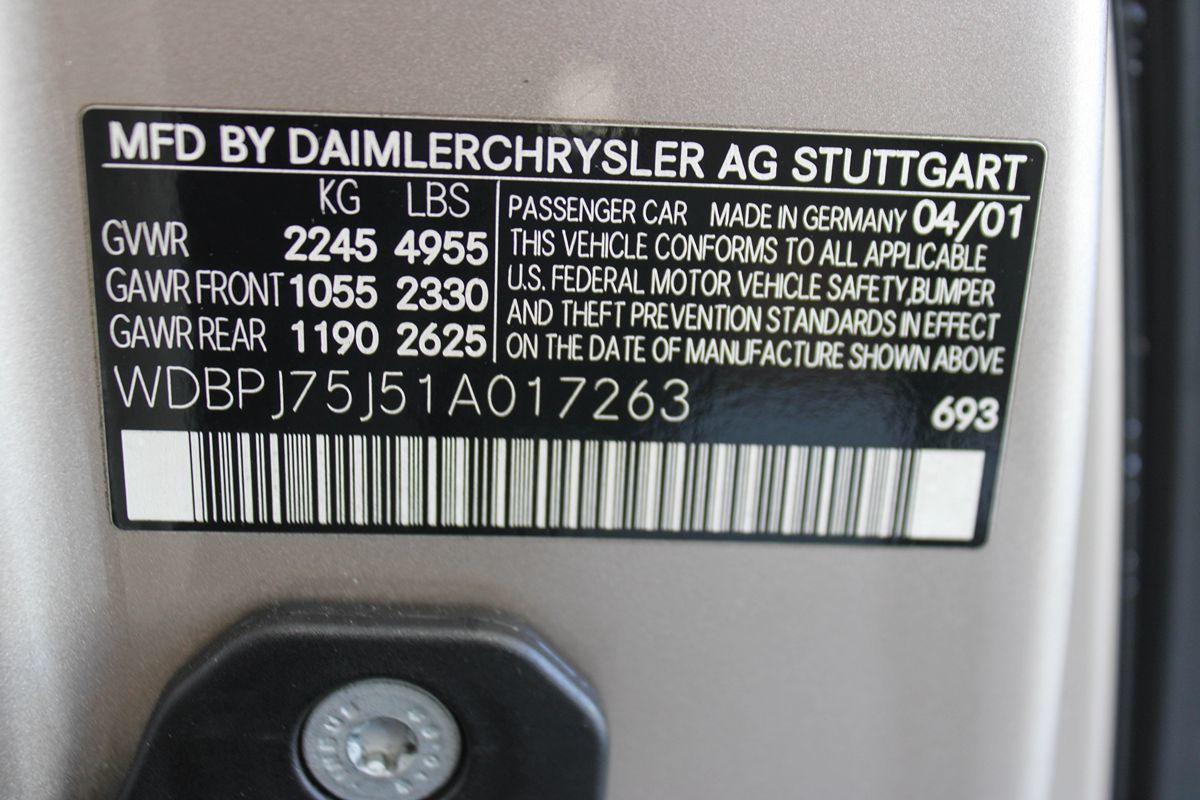 MFD BY DAIMLERCHRYSLER AG STUTTGART
KG LBS
GVWR 2245 4955
GAWR FRONT 1055 2330
GAWR REAR 1190 2625
PASSENGER CAR MADE IN GERMANY 04/01
THIS VEHICLE CONFORMS TO ALL APPLICABLE
U.S. FEDERAL MOTOR VEHICLE SAFETY,BUMPER
AND THEFT PREVENTION STANDARDS IN EFFECT
ON THE DATE OF MANUFACTURE SHOWN ABOVE
WDBPJ75J51A017263
693